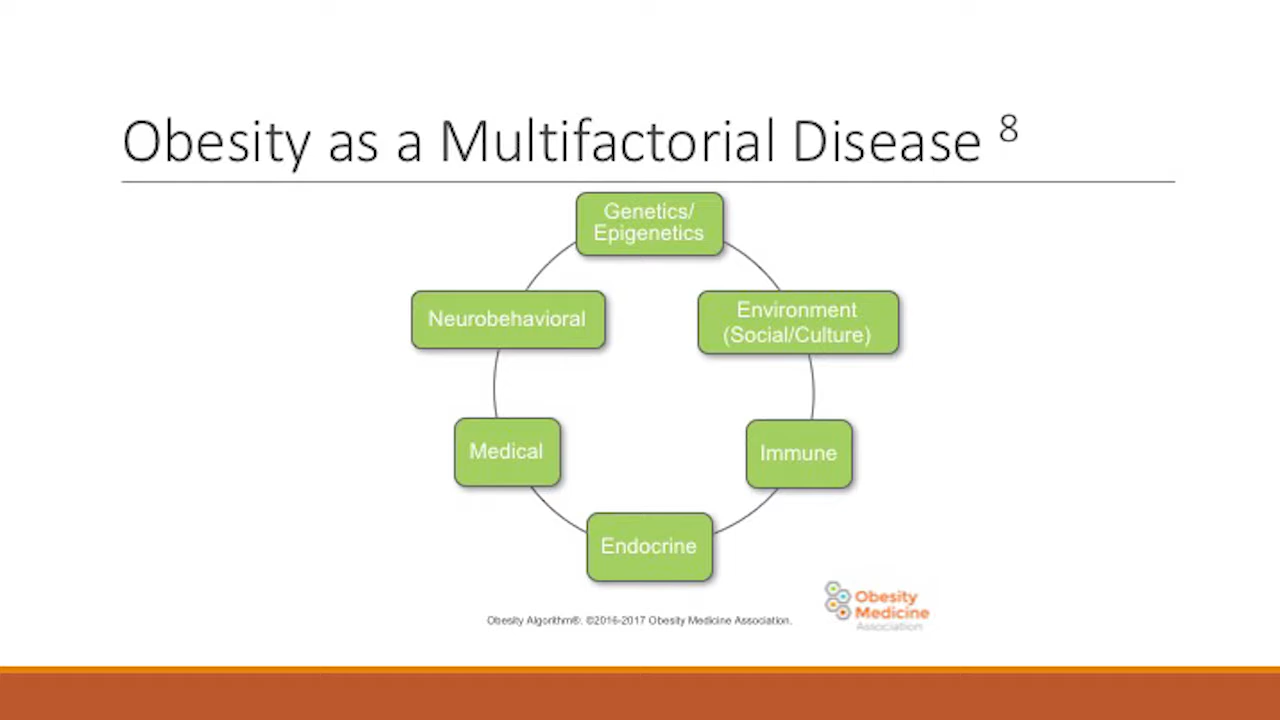 Obesity as a Multifactorial Disease 8
Genetics/
Epigenetics
Neurobehavioral
Environment
(Social/Culture)
Medical
Immune
Endocrine
Obesity Algorithm®. ©2016-2017 Obesity Medicine Association.
Obesity
Medicine
Association